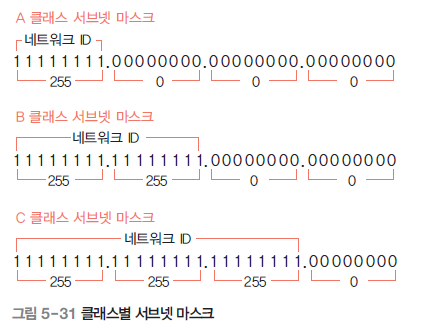 A 클래스 서브넷 마스크
네트워크 ID
11111111.00000000.00000000.00000000
255 0 0 0
B 클래스 서브넷 마스크
네트워크 ID
11111111.11111111.00000000.00000000
255 255 0 0
C 클래스 서브넷 마스크
네트워크 ID
11111111.11111111.11111111.00000000
255 255 255 0
그림 5-31 클래스별 서브넷 마스크